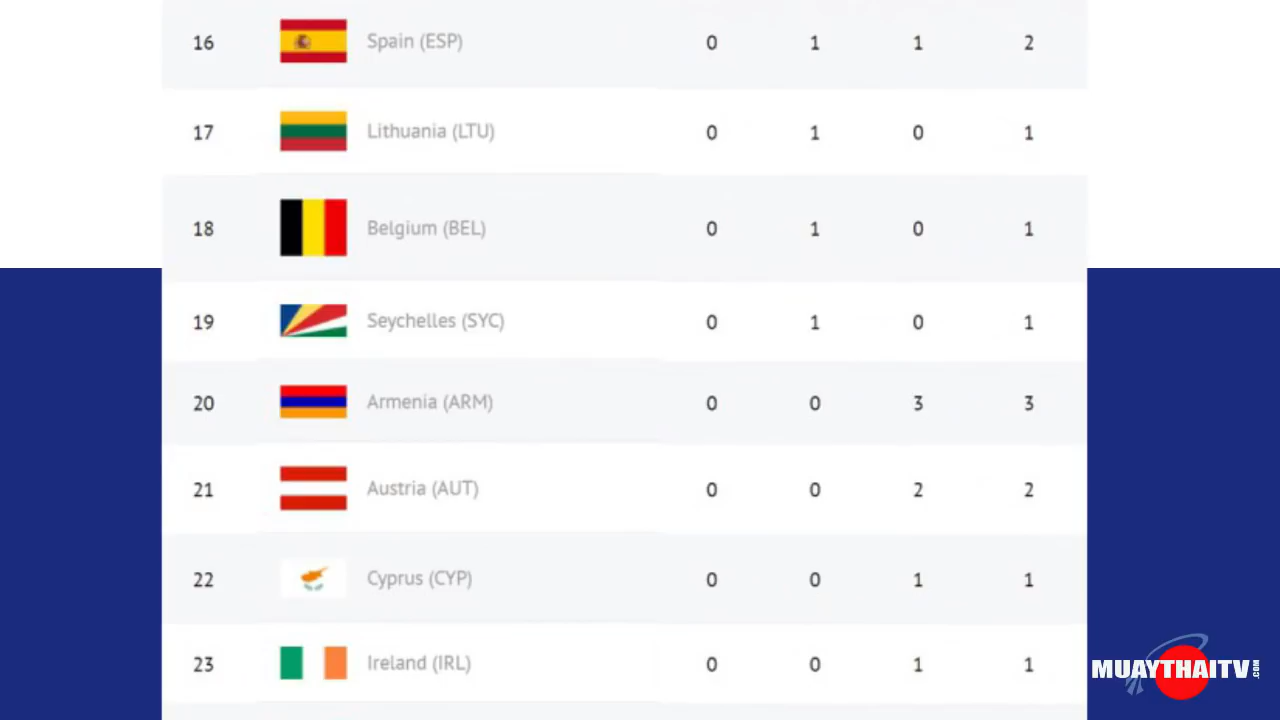 16 Spain (ESP) 0 1 1 2
17 Lithuania (LTU) 0 1 0 1
18 Belgium (BEL) 0 1 0 1
19 Seychelles (SYC) 0 1 0 1
20 Armenia (ARM) 0 0 3 3
21 Austria (AUT) 0 0 2 2
22 Cyprus (CYP) 0 0 1 1
23 Ireland (IRL) 0 0 1 1
MUAYTHAITV.COM